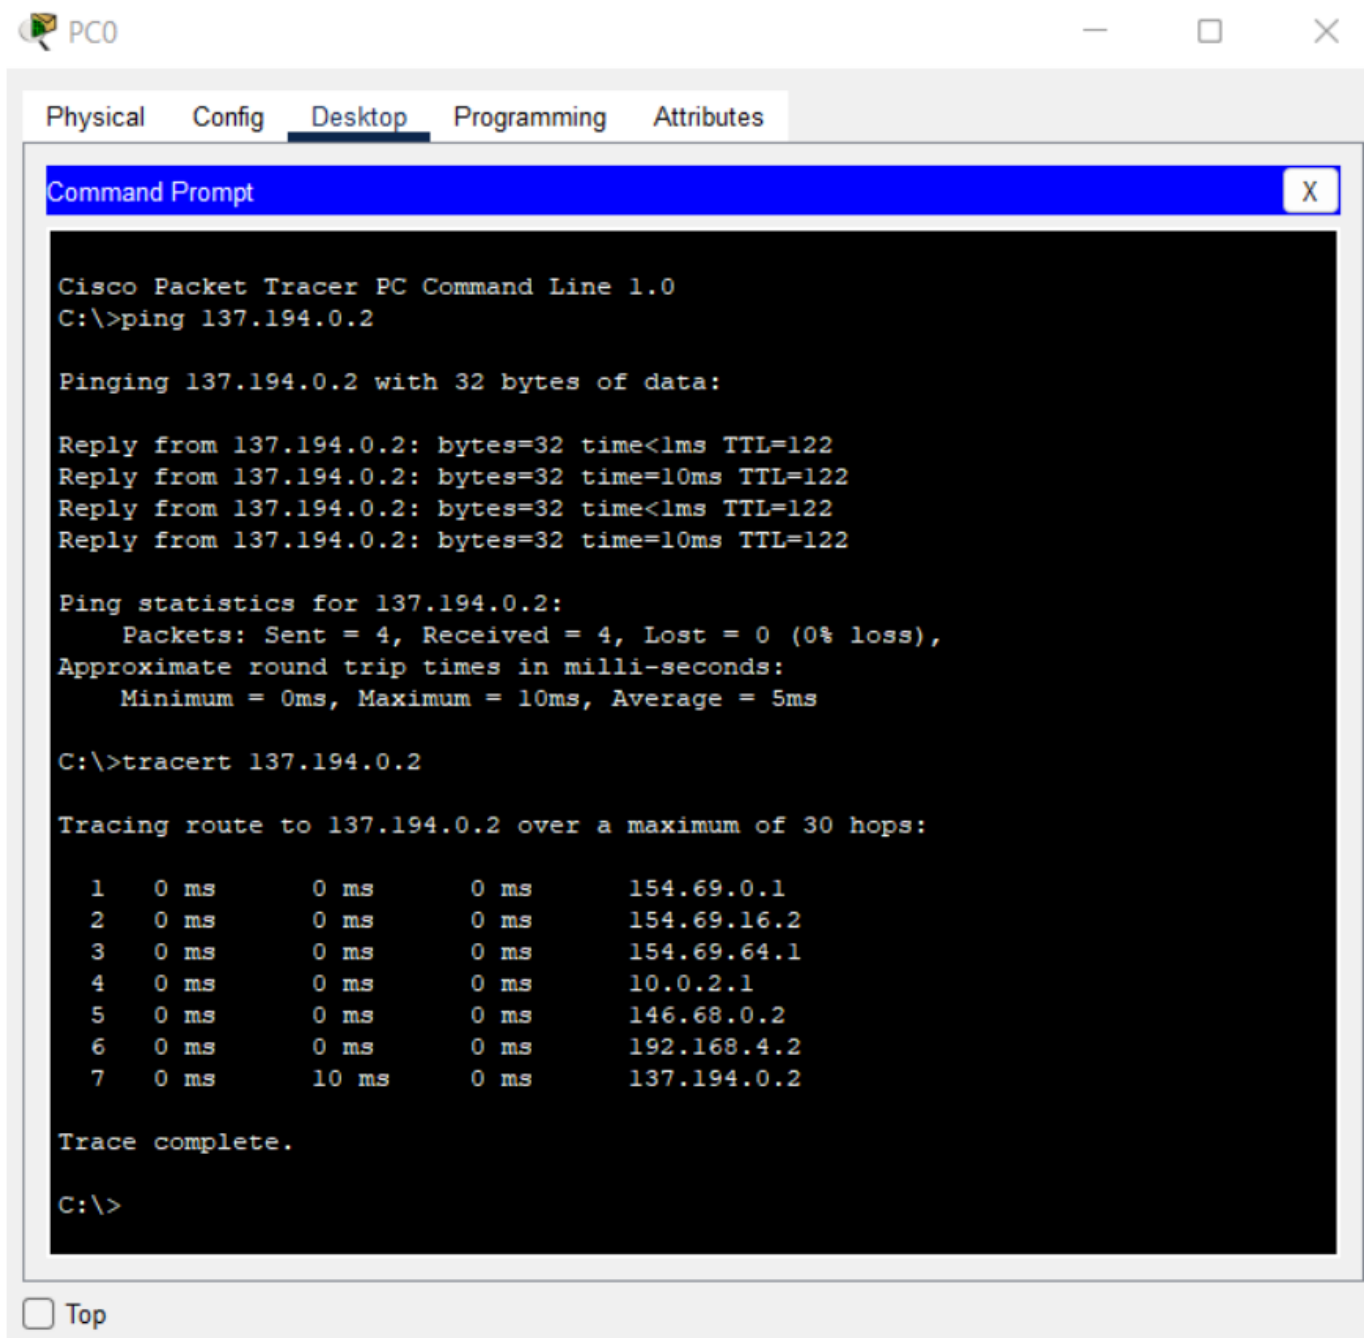 PC0
Physical Config Desktop Programming Attributes
Command Prompt X
Cisco Packet Tracer PC Command Line 1.0
C:\>ping 137.194.0.2
Pinging 137.194.0.2 with 32 bytes of data:
Reply from 137.194.0.2: bytes=32 time<1ms TTL=122
Reply from 137.194.0.2: bytes=32 time=10ms TTL=122
Reply from 137.194.0.2: bytes=32 time<1ms TTL=122
Reply from 137.194.0.2: bytes=32 time=10ms TTL=122
Ping statistics for 137.194.0.2:
Packets: Sent = 4, Received = 4, Lost = 0 (0% loss),
Approximate round trip times in milli-seconds:
Minimum = 0ms, Maximum = 10ms, Average = 5ms
C:\>tracert 137.194.0.2
Tracing route to 137.194.0.2 over a maximum of 30 hops:
1 0 ms 0 ms 0 ms 154.69.0.1
2 0 ms 0 ms 0 ms 154.69.16.2
3 0 ms 0 ms 0 ms 154.69.64.1
4 0 ms 0 ms 0 ms 10.0.2.1
5 0 ms 0 ms 0 ms 146.68.0.2
6 0 ms 0 ms 0 ms 192.168.4.2
7 0 ms 10 ms 0 ms 137.194.0.2
Trace complete.
C:\>
Top